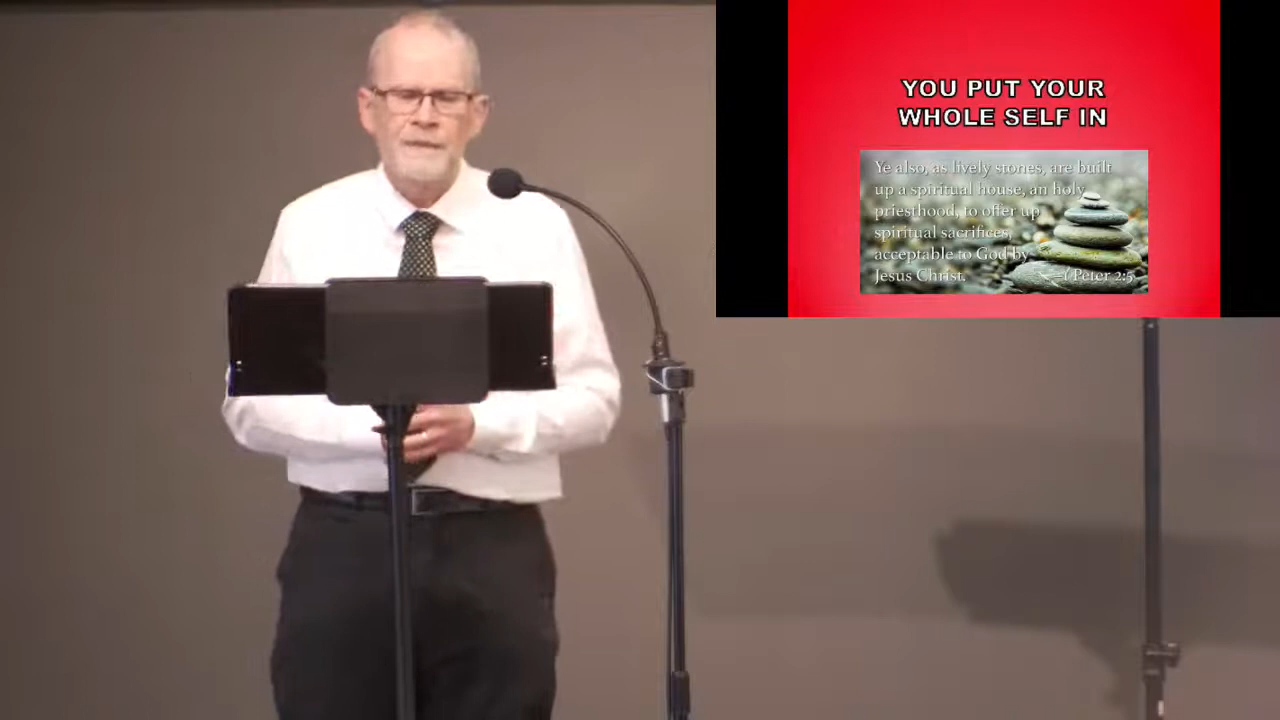 YOU PUT YOUR
WHOLE SELF IN
Ye also, as lively stones, are built
up a spiritual house, an holy
priesthood, to offer up
spiritual sacrifices,
acceptable to God by
Jesus Christ. Peter 2:5